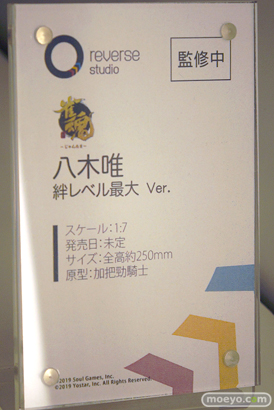 reverse
studio
監修中
雀魂
八木唯
絆レベル最大 Ver.
スケール:1:7
発売日:未定
サイズ:全高約250mm
原型:加把勁騎士
©2019 Soul Games, Inc.
©2019 Yostar, Inc. All Rights Reserved.
moeyo.com